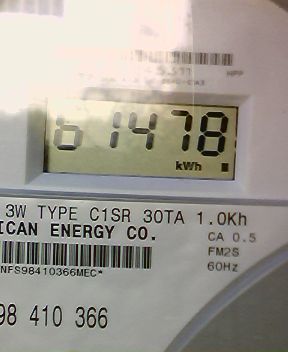 61478
kWh
3W TYPE C1SR 30TA 1.0Kh
ICAN ENERGY CO.
CA 0.5
FM2S
60Hz
NFS98410366MEC*
98 410 366